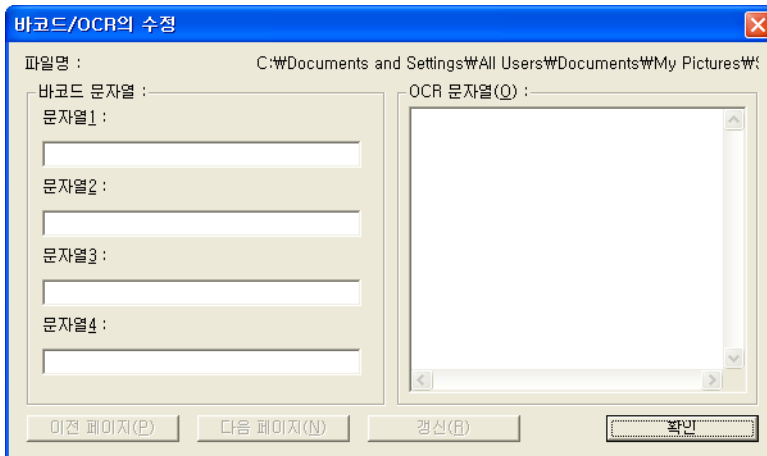 바코드/OCR의 수정
파일명 : C:₩Documents and Settings₩All Users₩Documents₩My Pictures₩
바코드 문자열 :
문자열1 :
문자열2 :
문자열3 :
문자열4 :
OCR 문자열(O) :
이전 페이지(P) 다음 페이지(N) 갱신(R) 확인